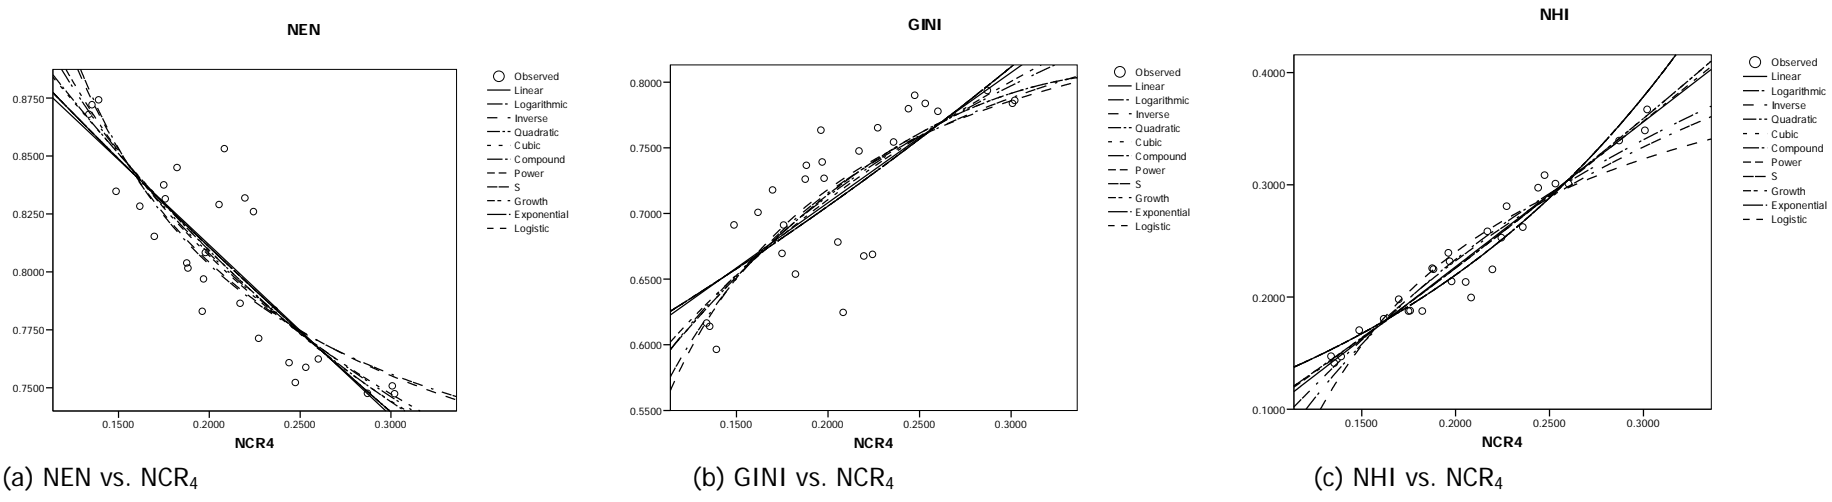 NEN
0.8750
0.8500
0.8250
0.8000
0.7750
0.7500
0.1500 0.2000 0.2500 0.3000
NCR4
Observed
Linear
Logarithmic
Inverse
Quadratic
Cubic
Compound
Power
S
Growth
Exponential
Logistic
(a) NEN vs. NCR4
GINI
0.8000
0.7500
0.7000
0.6500
0.6000
0.5500
0.1500 0.2000 0.2500 0.3000
NCR4
Observed
Linear
Logarithmic
Inverse
Quadratic
Cubic
Compound
Power
S
Growth
Exponential
Logistic
(b) GINI vs. NCR4
NHI
0.4000
0.3000
0.2000
0.1000
0.1500 0.2000 0.2500 0.3000
NCR4
Observed
Linear
Logarithmic
Inverse
Quadratic
Cubic
Compound
Power
S
Growth
Exponential
Logistic
(c) NHI vs. NCR4